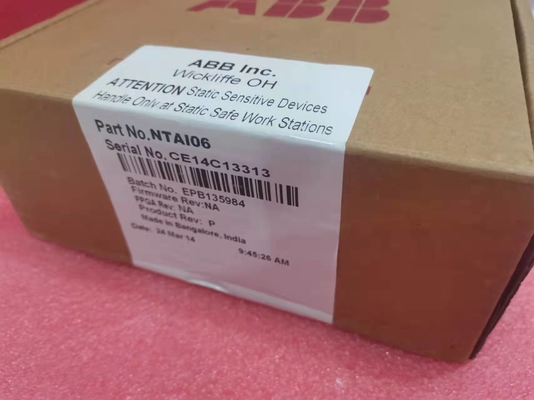 ABB
ABB Inc.
Wickliffe OH
ATTENTION Static Sensitive Devices
Handle Only at Static Safe Work Stations
Part No.NTAI06
Serial No.CE14C13313
Batch No. EPB135984
Firmware Rev:NA
FPGA Rev: NA
Product Rev: P
Made in Bangalore, India
Date: 24 Mar 14 9:45:26 AM